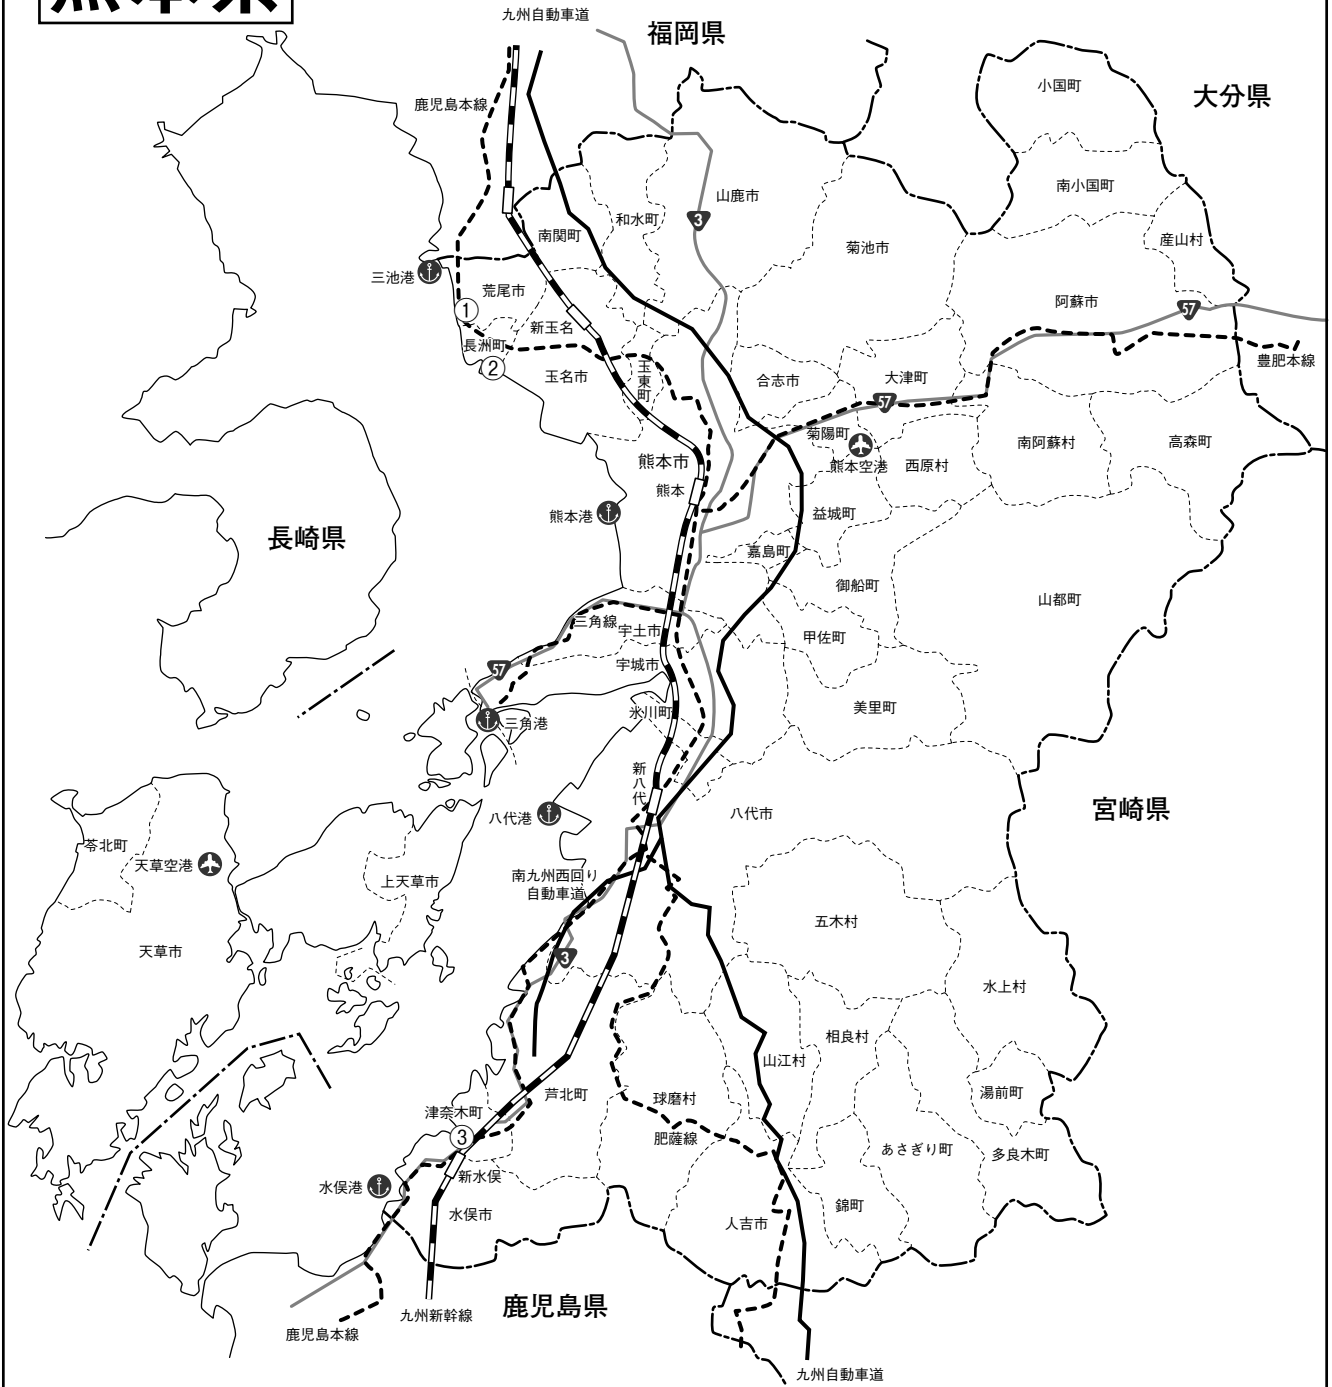 熊本県
九州自動車道
福岡県
大分県
小国町
鹿児島本線
南小国町
山鹿市
3
和水町
南関町
菊池市
産山村
三池港
荒尾市
阿蘇市
57
1
新玉名
長洲町
2
玉名市
玉東町
合志市
大津町
豊肥本線
57
菊陽町
南阿蘇村
高森町
熊本市
熊本空港
西原村
熊本
熊本港
益城町
長崎県
嘉島町
御船町
山都町
三角線
宇土市
甲佐町
宇城市
57
美里町
氷川町
三角港
新八代
八代港
八代市
宮崎県
苓北町
天草空港
上天草市
南九州西回り
自動車道
五木村
天草市
3
水上村
相良村
山江村
芦北町
球磨村
湯前町
津奈木町
3
肥薩線
あさぎり町
多良木町
新水俣
水俣港
水俣市
錦町
人吉市
九州新幹線
鹿児島県
鹿児島本線
九州自動車道